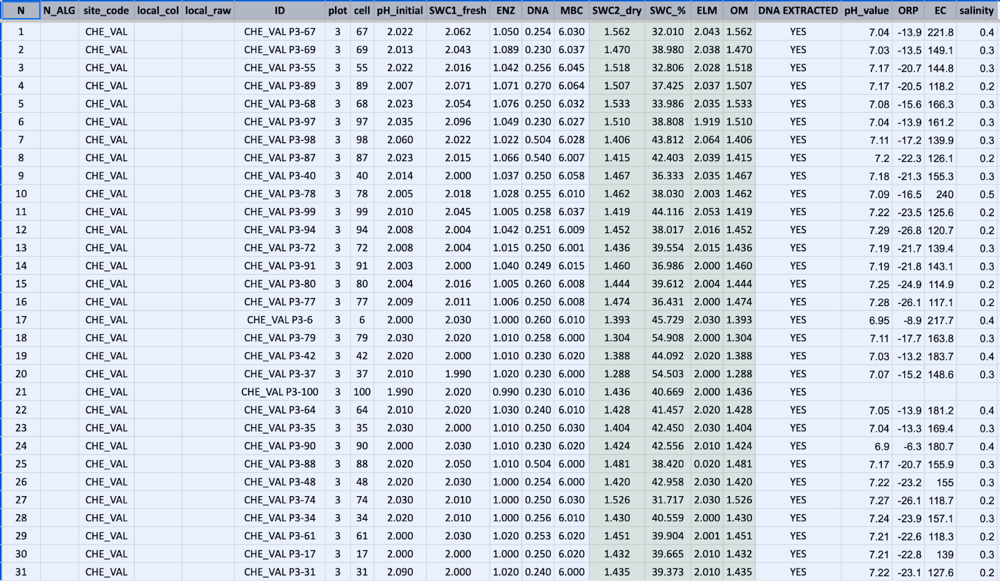 N N_ALG site_code local_col local_raw ID plot cell pH_initial SWC1_fresh ENZ DNA MBC SWC2_dry SWC_% ELM OM DNA EXTRACTED pH_value ORP EC salinity
1 CHE_VAL CHE_VAL P3-67 3 67 2.022 2.062 1.050 0.254 6.030 1.562 32.010 2.043 1.562 YES 7.04 -13.9 221.8 0.4
2 CHE_VAL CHE_VAL P3-69 3 69 2.013 2.043 1.089 0.230 6.037 1.470 38.980 2.038 1.470 YES 7.03 -13.5 149.1 0.3
3 CHE_VAL CHE_VAL P3-55 3 55 2.022 2.016 1.042 0.256 6.045 1.518 32.806 2.028 1.518 YES 7.17 -20.7 144.8 0.3
4 CHE_VAL CHE_VAL P3-89 3 89 2.007 2.071 1.071 0.270 6.064 1.507 37.425 2.037 1.507 YES 7.17 -20.5 118.2 0.2
5 CHE_VAL CHE_VAL P3-68 3 68 2.023 2.054 1.076 0.250 6.032 1.533 33.986 2.035 1.533 YES 7.08 -15.6 166.3 0.3
6 CHE_VAL CHE_VAL P3-97 3 97 2.035 2.096 1.049 0.230 6.027 1.510 38.808 1.919 1.510 YES 7.04 -13.9 161.2 0.3
7 CHE_VAL CHE_VAL P3-98 3 98 2.060 2.022 1.022 0.504 6.028 1.406 43.812 2.064 1.406 YES 7.11 -17.2 139.9 0.3
8 CHE_VAL CHE_VAL P3-87 3 87 2.023 2.015 1.066 0.540 6.007 1.415 42.403 2.039 1.415 YES 7.2 -22.3 126.1 0.2
9 CHE_VAL CHE_VAL P3-40 3 40 2.014 2.000 1.037 0.250 6.058 1.467 36.333 2.035 1.467 YES 7.18 -21.3 155.3 0.3
10 CHE_VAL CHE_VAL P3-78 3 78 2.005 2.018 1.028 0.255 6.010 1.462 38.030 2.003 1.462 YES 7.09 -16.5 240 0.5
11 CHE_VAL CHE_VAL P3-99 3 99 2.010 2.045 1.005 0.258 6.037 1.419 44.116 2.053 1.419 YES 7.22 -23.5 125.6 0.2
12 CHE_VAL CHE_VAL P3-94 3 94 2.008 2.004 1.042 0.251 6.009 1.452 38.017 2.016 1.452 YES 7.29 -26.8 120.7 0.2
13 CHE_VAL CHE_VAL P3-72 3 72 2.008 2.004 1.015 0.250 6.001 1.436 39.554 2.015 1.436 YES 7.19 -21.7 139.4 0.3
14 CHE_VAL CHE_VAL P3-91 3 91 2.003 2.000 1.040 0.249 6.015 1.460 36.986 2.000 1.460 YES 7.19 -21.8 143.1 0.3
15 CHE_VAL CHE_VAL P3-80 3 80 2.004 2.016 1.005 0.260 6.008 1.444 39.612 2.004 1.444 YES 7.25 -24.9 114.9 0.2
16 CHE_VAL CHE_VAL P3-77 3 77 2.009 2.011 1.006 0.250 6.008 1.474 36.431 2.000 1.474 YES 7.28 -26.1 117.1 0.2
17 CHE_VAL CHE_VAL P3-6 3 6 2.000 2.030 1.000 0.260 6.010 1.393 45.729 2.030 1.393 YES 6.95 -8.9 217.7 0.4
18 CHE_VAL CHE_VAL P3-79 3 79 2.030 2.020 1.010 0.258 6.000 1.304 54.908 2.000 1.304 YES 7.11 -17.7 163.8 0.3
19 CHE_VAL CHE_VAL P3-42 3 42 2.020 2.000 1.010 0.230 6.020 1.388 44.092 2.020 1.388 YES 7.03 -13.2 183.7 0.4
20 CHE_VAL CHE_VAL P3-37 3 37 2.010 1.990 1.020 0.230 6.000 1.288 54.503 2.000 1.288 YES 7.07 -15.2 148.6 0.3
21 CHE_VAL CHE_VAL P3-100 3 100 1.990 2.020 0.990 0.230 6.010 1.436 40.669 2.000 1.436 YES
22 CHE_VAL CHE_VAL P3-64 3 64 2.010 2.020 1.030 0.240 6.010 1.428 41.457 2.020 1.428 YES 7.05 -13.9 181.2 0.4
23 CHE_VAL CHE_VAL P3-35 3 35 2.030 2.000 1.010 0.250 6.030 1.404 42.450 2.030 1.404 YES 7.04 -13.3 169.4 0.3
24 CHE_VAL CHE_VAL P3-90 3 90 2.000 2.030 1.010 0.230 6.020 1.424 42.556 2.010 1.424 YES 6.9 -6.3 180.7 0.4
25 CHE_VAL CHE_VAL P3-88 3 88 2.020 2.050 1.010 0.504 6.000 1.481 38.420 0.020 1.481 YES 7.17 -20.7 155.9 0.3
26 CHE_VAL CHE_VAL P3-48 3 48 2.020 2.030 1.000 0.254 6.000 1.420 42.958 2.030 1.420 YES 7.22 -23.2 155 0.3
27 CHE_VAL CHE_VAL P3-74 3 74 2.030 2.010 1.000 0.250 6.030 1.526 31.717 2.030 1.526 YES 7.27 -26.1 118.7 0.2
28 CHE_VAL CHE_VAL P3-34 3 34 2.020 2.010 1.000 0.256 6.010 1.430 40.559 2.000 1.430 YES 7.24 -23.9 157.1 0.3
29 CHE_VAL CHE_VAL P3-61 3 61 2.000 2.030 1.020 0.253 6.020 1.451 39.904 2.001 1.451 YES 7.21 -22.6 118.3 0.2
30 CHE_VAL CHE_VAL P3-17 3 17 2.000 2.000 1.000 0.250 6.020 1.432 39.665 2.010 1.432 YES 7.21 -22.8 139 0.3
31 CHE_VAL CHE_VAL P3-31 3 31 2.090 2.000 1.020 0.240 6.000 1.435 39.373 2.010 1.435 YES 7.22 -23.1 127.6 0.2